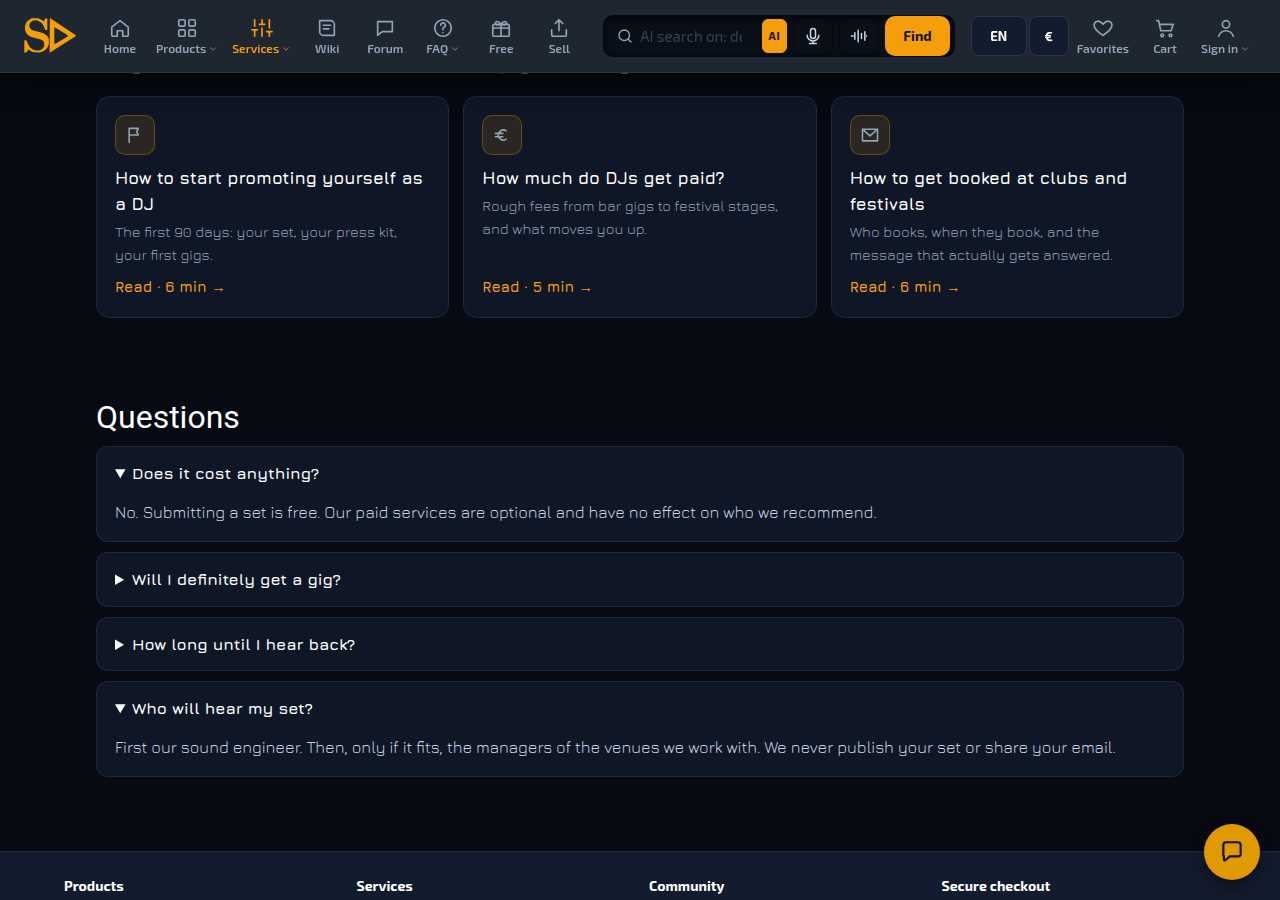 Home
Products
Services
Wiki
Forum
FAQ
Free
Sell
AI search on:
AI
Find
EN
€
Favorites
Cart
Sign in
How to start promoting yourself as
a DJ
The first 90 days: your set, your press kit,
your first gigs.
Read · 6 min →
How much do DJs get paid?
Rough fees from bar gigs to festival stages,
and what moves you up.
Read · 5 min →
How to get booked at clubs and
festivals
Who books, when they book, and the
message that actually gets answered.
Read · 6 min →
Questions
Does it cost anything?
No. Submitting a set is free. Our paid services are optional and have no effect on who we recommend.
Will I definitely get a gig?
How long until I hear back?
Who will hear my set?
First our sound engineer. Then, only if it fits, the managers of the venues we work with. We never publish your set or share your email.
Products
Services
Community
Secure checkout